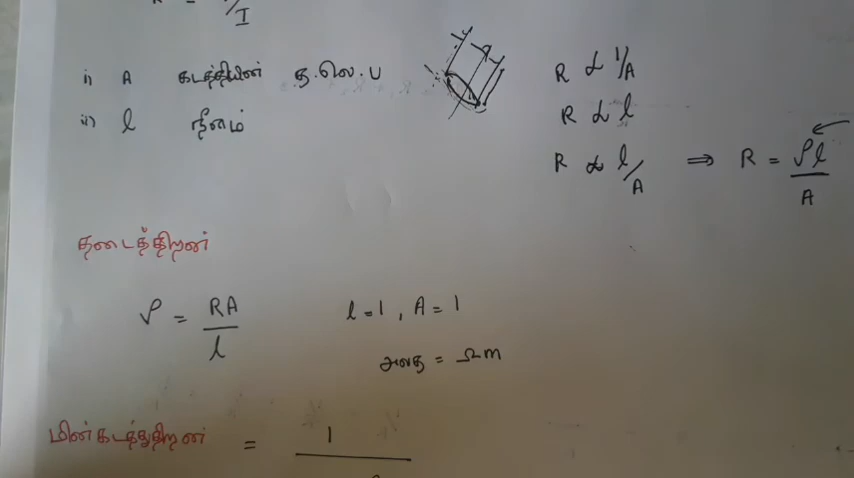 I
i) A கடத்தியின் த.வெ.ப R ∝ 1/A
ii) l நீளம் R ∝ l
R ∝ l/A ⇒ R = ρl/A
தடைத்திறன்
ρ = RA/l l = 1, A = 1
அலகு = Ωm
மின்கடத்துதிறன் = 1